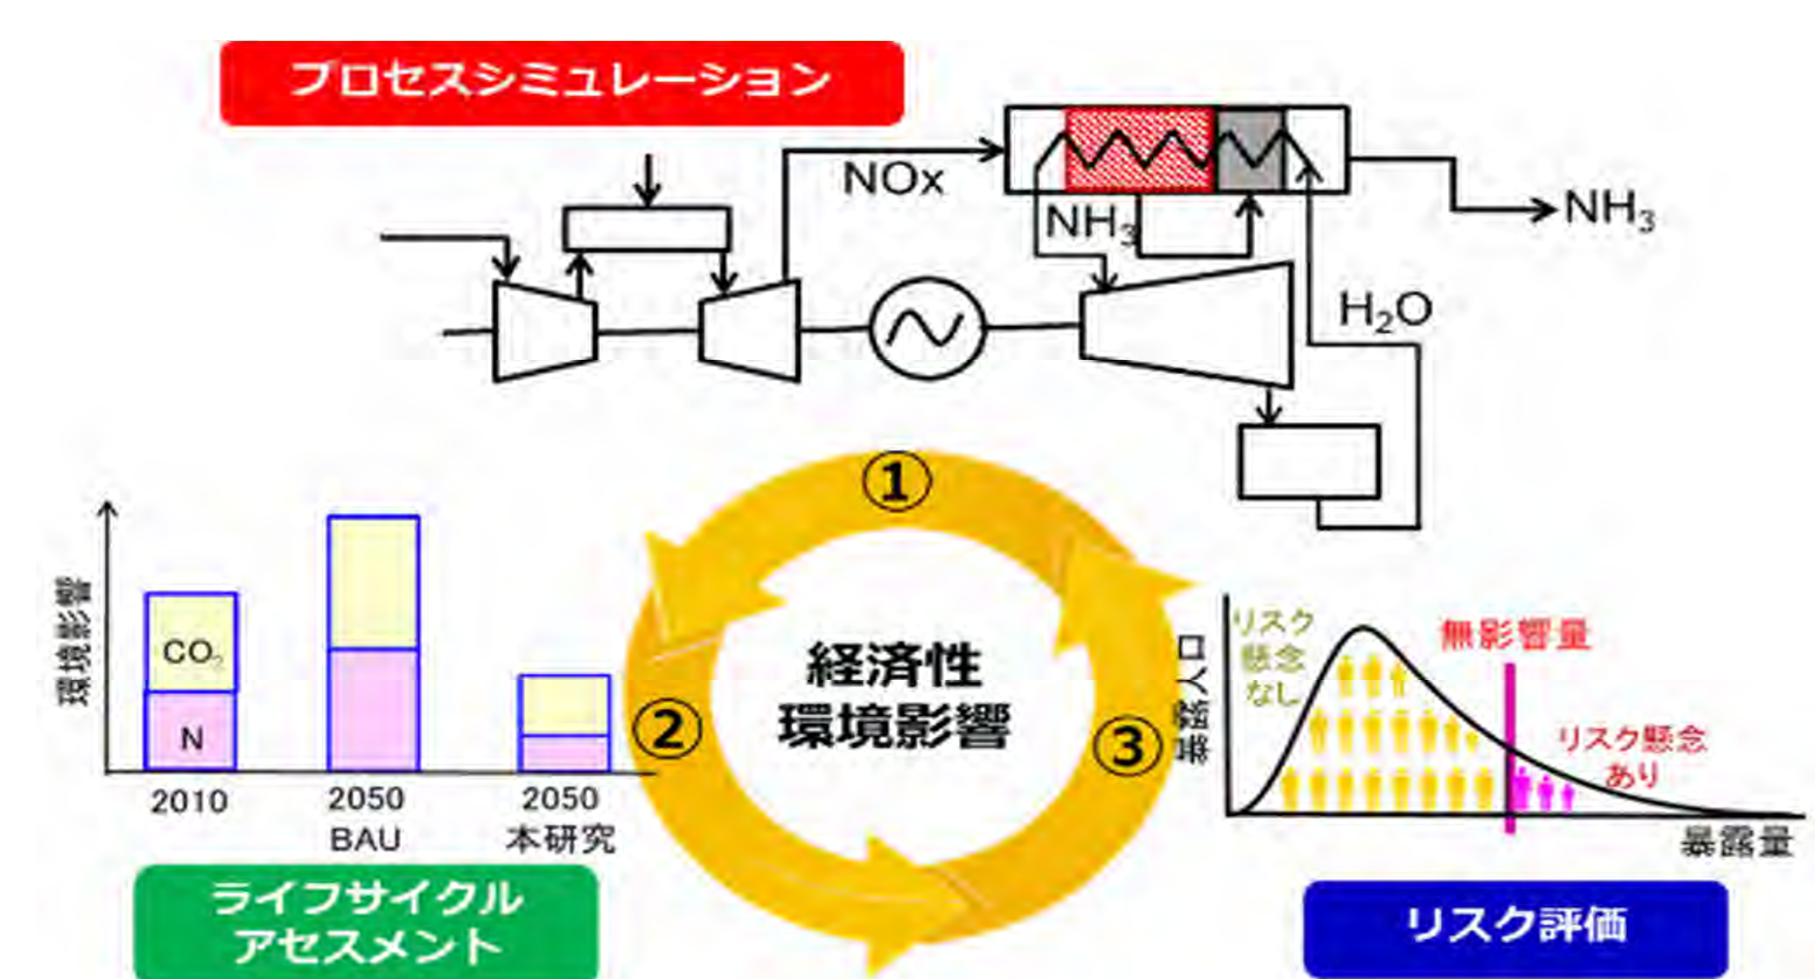 プロセスシミュレーション
NOx
NH3
NH3
H2O
①
環境影響
CO2
N
2010
2050
BAU
2050
本研究
ライフサイクル
アセスメント
②
経済性
環境影響
③
人口
リスク
懸念
なし
無影響量
リスク懸念
あり
暴露量
リスク評価